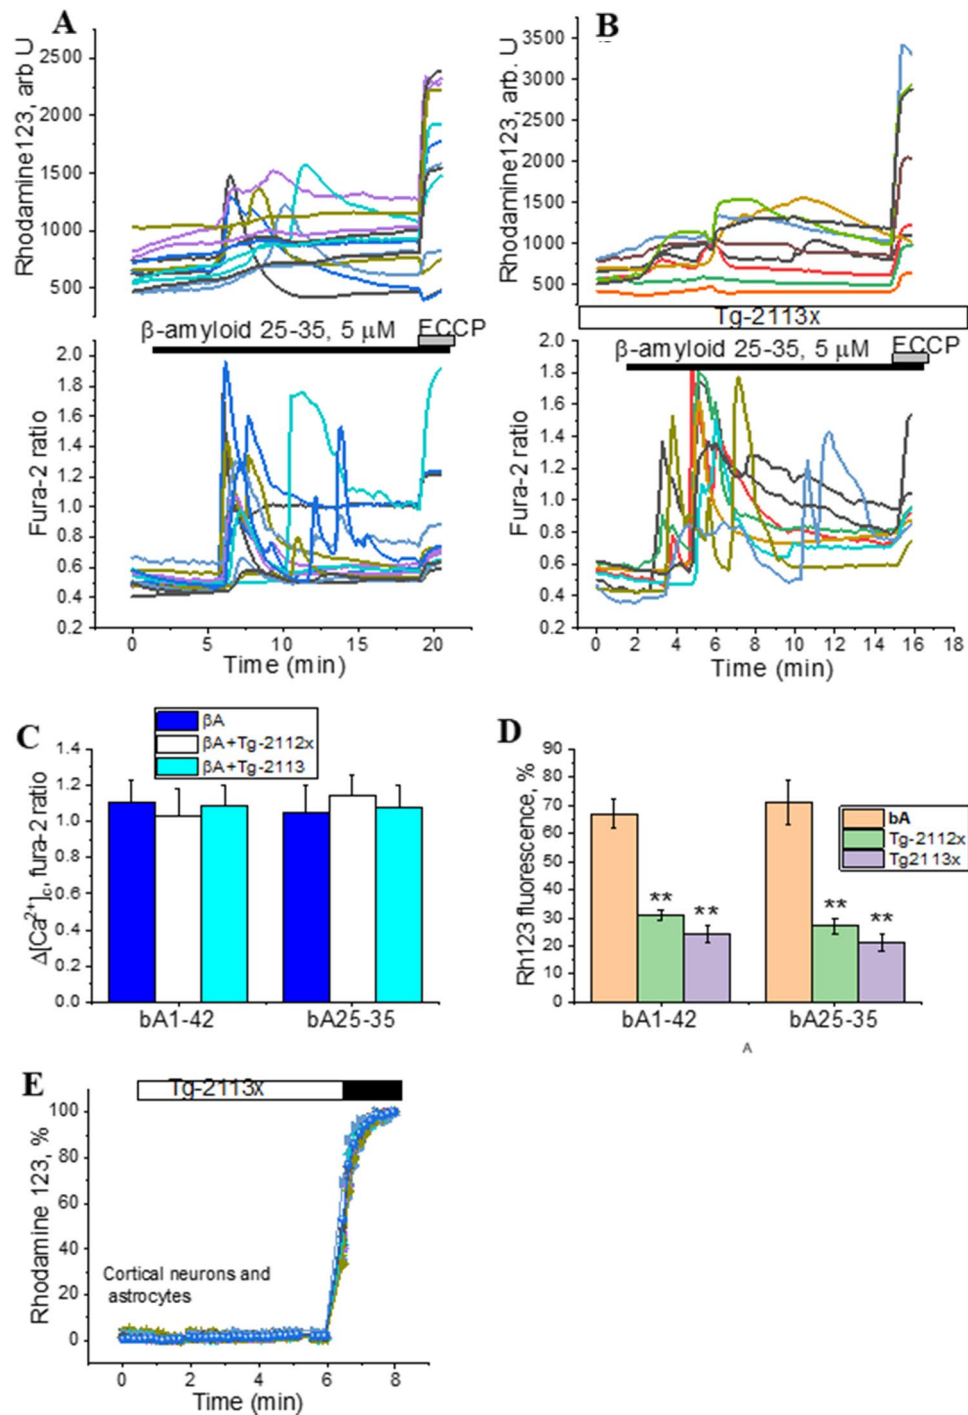 A
B
Rhodamine123, arb U
2500
2000
1500
1000
500
Rhodamine123, arb. U
3500
3000
2500
2000
1500
1000
500
Tg-2113x
β-amyloid 25-35, 5 μM
FCCP
β-amyloid 25-35, 5 μM
FCCP
Fura-2 ratio
2.0
1.8
1.6
1.4
1.2
1.0
0.8
0.6
0.4
0.2
0
5
10
15
20
Time (min)
Fura-2 ratio
2.0
1.8
1.6
1.4
1.2
1.0
0.8
0.6
0.4
0.2
0 2 4 6 8 10 12 14 16 18
Time (min)
C
βA
βA+Tg-2112x
βA+Tg-2113
Δ[Ca²⁺]c, fura-2 ratio
1.4
1.2
1.0
0.8
0.6
0.4
0.2
0.0
bA1-42
bA25-35
D
bA
Tg-2112x
Tg2113x
Rh123 fluorescence, %
90
80
70
60
50
40
30
20
10
0
** **
** **
bA1-42
bA25-35
A
E
Tg-2113x
Rhodamine 123, %
100
80
60
40
20
0
Cortical neurons and
astrocytes
0 2 4 6 8
Time (min)